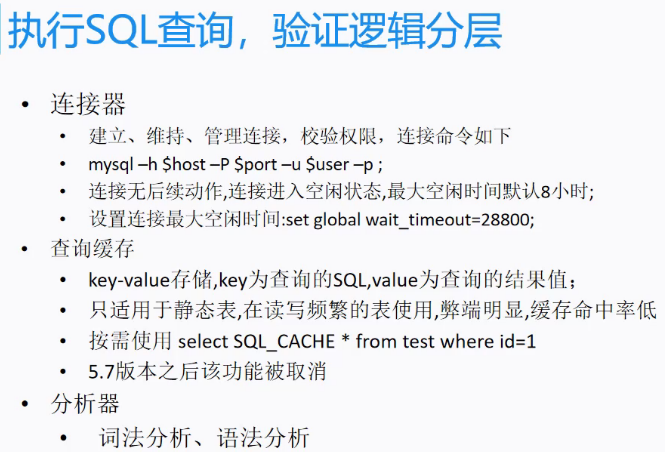 执行SQL查询，验证逻辑分层
• 连接器
• 建立、维持、管理连接，校验权限，连接命令如下
• mysql –h $host –P $port –u $user –p ;
• 连接无后续动作,连接进入空闲状态,最大空闲时间默认8小时;
• 设置连接最大空闲时间:set global wait_timeout=28800;
• 查询缓存
• key-value存储,key为查询的SQL,value为查询的结果值；
• 只适用于静态表,在读写频繁的表使用,弊端明显,缓存命中率低
• 按需使用 select SQL_CACHE * from test where id=1
• 5.7版本之后该功能被取消
• 分析器
• 词法分析、语法分析